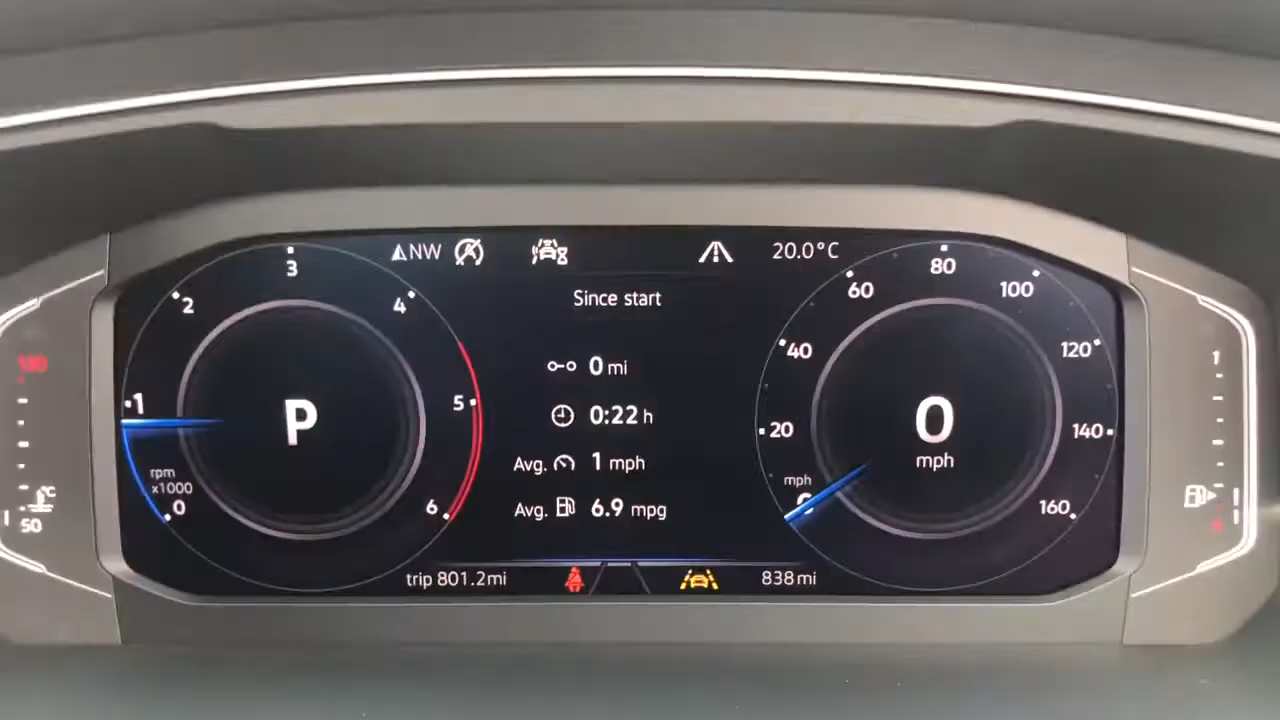 NW
20.0°C
Since start
0 mi
0:22 h
Avg. 1 mph
Avg. 6.9 mpg
trip 801.2mi
838mi
P
rpm
x1000
0
1
2
3
4
5
6
0
mph
mph
20
40
60
80
100
120
140
160
°C
50
1